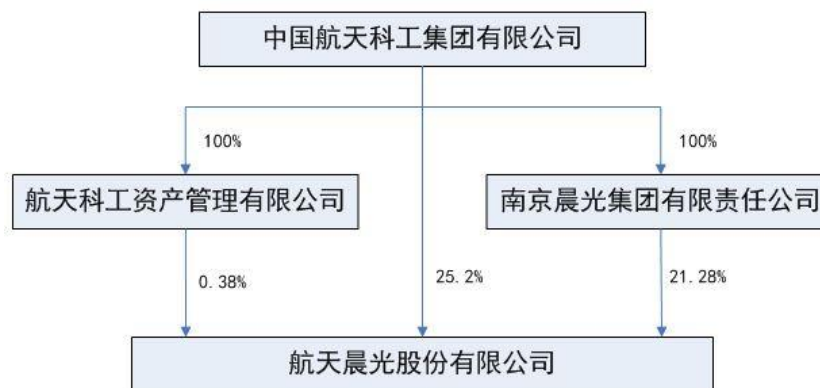 中国航天科工集团有限公司
100%
100%
航天科工资产管理有限公司
南京晨光集团有限责任公司
0.38%
25.2%
21.28%
航天晨光股份有限公司